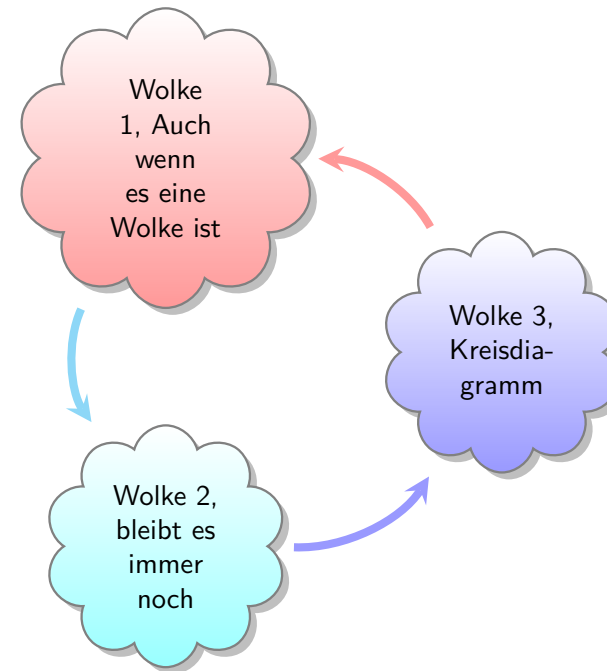 Wolke
1, Auch
wenn
es eine
Wolke ist
Wolke 2,
bleibt es
immer
noch
Wolke 3,
Kreisdia-
gramm